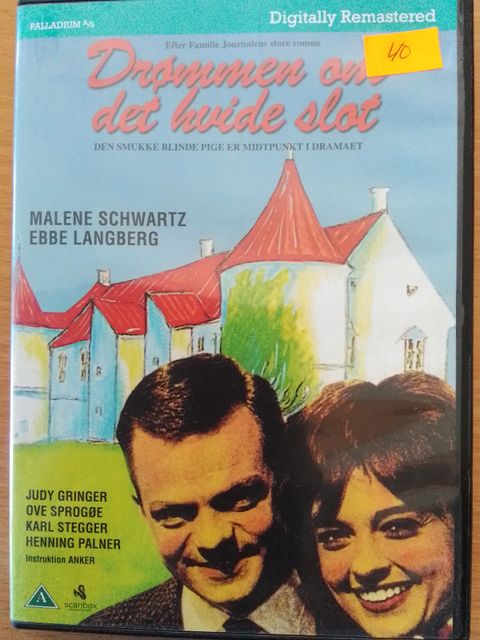 PALLADIUM A/S
Digitally Remastered
40
Efter Familie Journalens store roman
Drømmen om
det hvide slot
DEN SMUKKE BLINDE PIGE ER MIDTPUNKT I DRAMAET
MALENE SCHWARTZ
EBBE LANGBERG
JUDY GRINGER
OVE SPROGØE
KARL STEGGER
HENNING PALNER
Instruktion ANKER
A
scanbox